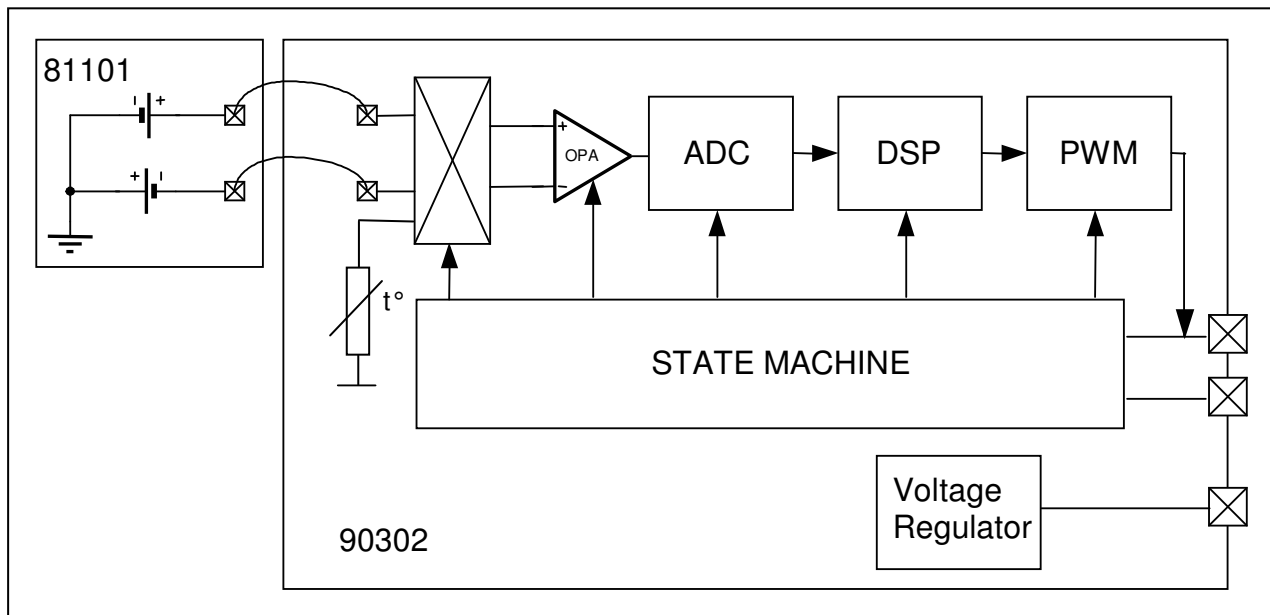 81101
- +
+ -
+
OPA
-
ADC
DSP
PWM
t°
STATE MACHINE
Voltage
Regulator
90302